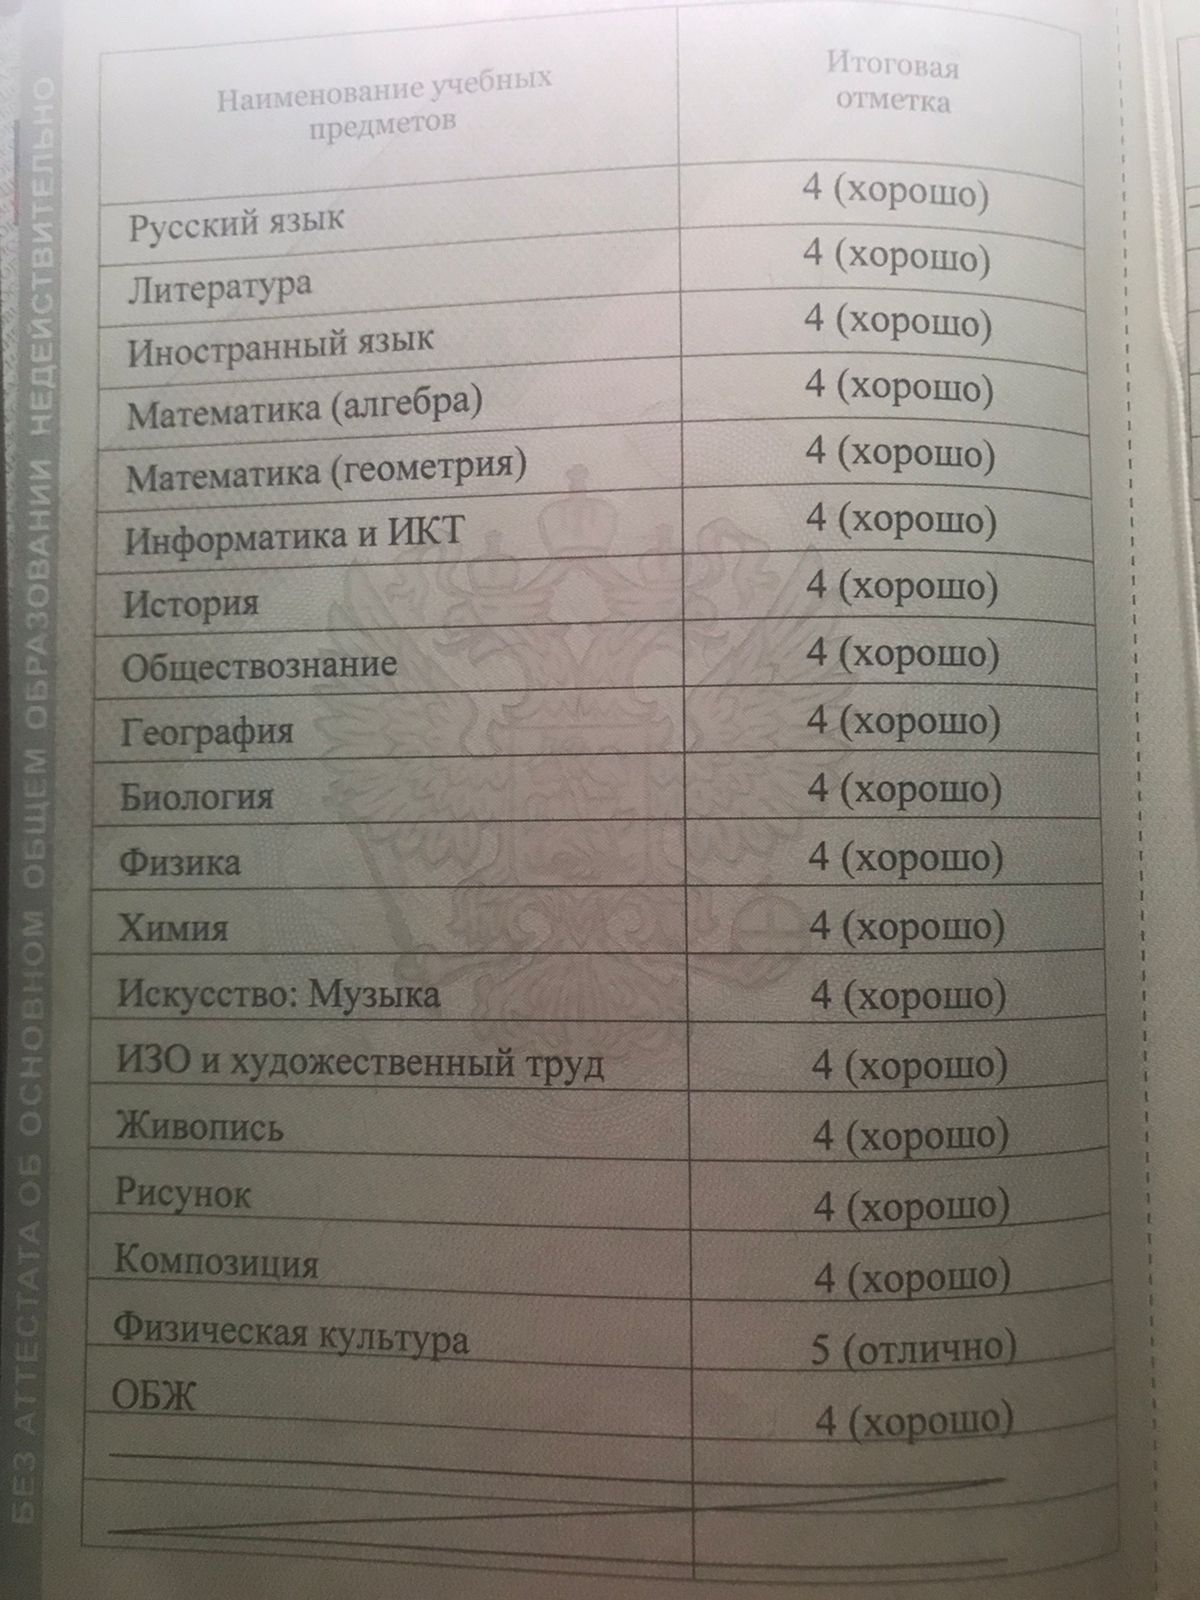 Наименование учебных
предметов
Итоговая
отметка
Русский язык 4 (хорошо)
Литература 4 (хорошо)
Иностранный язык 4 (хорошо)
Математика (алгебра) 4 (хорошо)
Математика (геометрия) 4 (хорошо)
Информатика и ИКТ 4 (хорошо)
История 4 (хорошо)
Обществознание 4 (хорошо)
География 4 (хорошо)
Биология 4 (хорошо)
Физика 4 (хорошо)
Химия 4 (хорошо)
Искусство: Музыка 4 (хорошо)
ИЗО и художественный труд 4 (хорошо)
Живопись 4 (хорошо)
Рисунок 4 (хорошо)
Композиция 4 (хорошо)
Физическая культура 5 (отлично)
ОБЖ 4 (хорошо)
БЕЗ АТТЕСТАТА ОБ ОСНОВНОМ ОБЩЕМ ОБРАЗОВАНИИ НЕДЕЙСТВИТЕЛЬНО